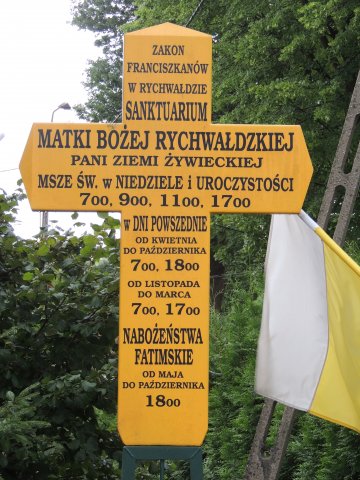 ZAKON
FRANCISZKANÓW
W RYCHWAŁDZIE
SANKTUARIUM
MATKI BOŻEJ RYCHWAŁDZKIEJ
PANI ZIEMI ŻYWIECKIEJ
MSZE ŚW. W NIEDZIELE i UROCZYSTOŚCI
7⁰⁰, 9⁰⁰, 11⁰⁰, 17⁰⁰
w DNI POWSZEDNIE
OD KWIETNIA
DO PAŹDZIERNIKA
7⁰⁰, 18⁰⁰
OD LISTOPADA
DO MARCA
7⁰⁰, 17⁰⁰
NABOŻEŃSTWA
FATIMSKIE
OD MAJA
DO PAŹDZIERNIKA
18⁰⁰